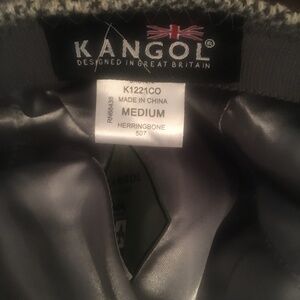 KANGOL®
DESIGNED IN GREAT BRITAIN
K1221CO
MADE IN CHINA
MEDIUM
HERRINGBONE
507